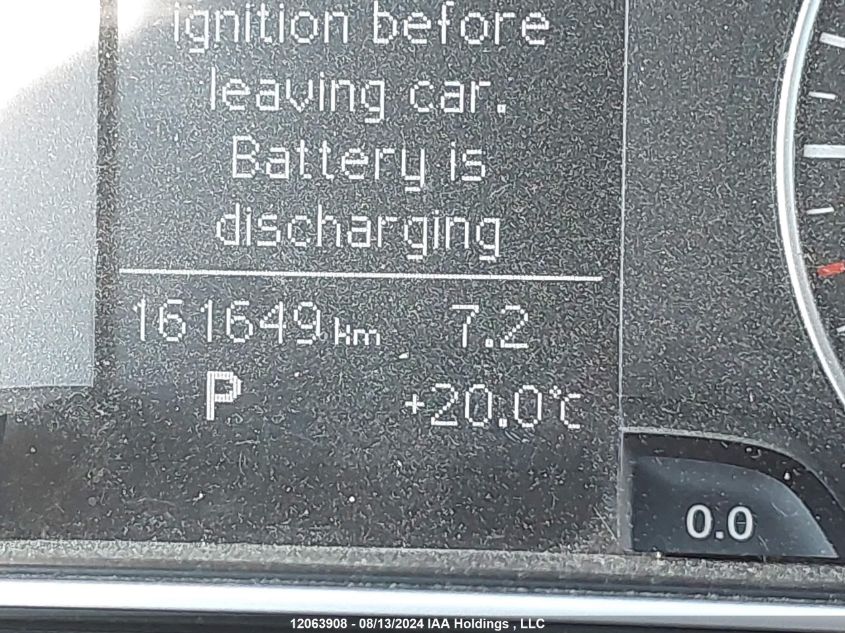 ignition before
leaving car.
Battery is
discharging
161649 km 7.2
P +20.0°C
0.0
12063908 - 08/13/2024 IAA Holdings , LLC